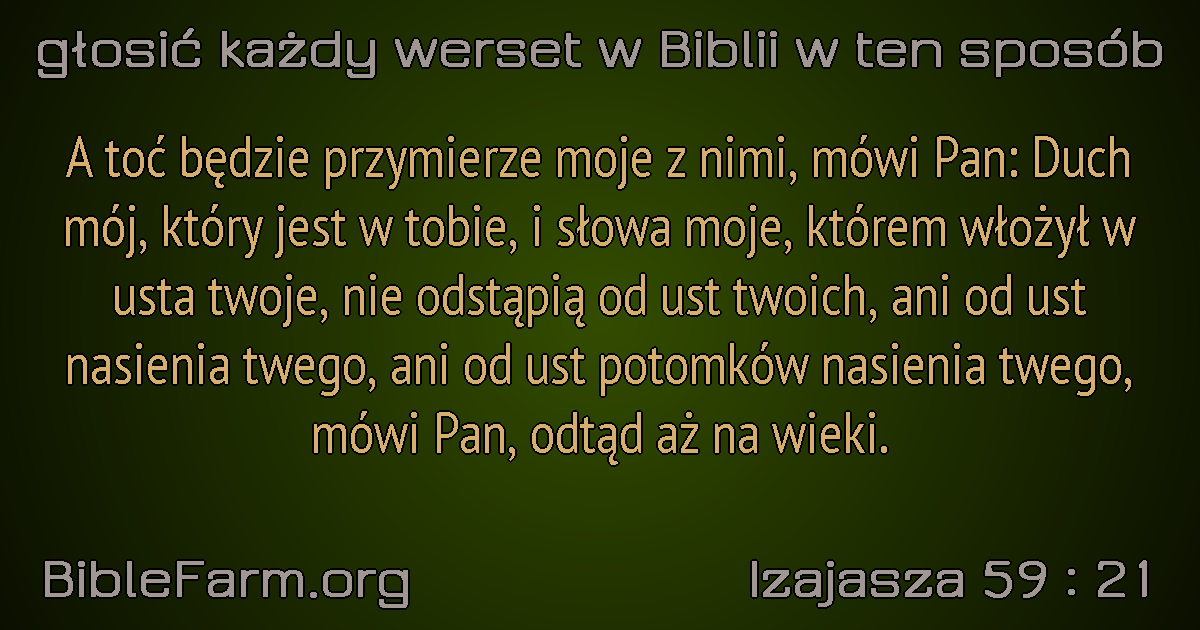 głosić każdy werset w Biblii w ten sposób
A toć będzie przymierze moje z nimi, mówi Pan: Duch
mój, który jest w tobie, i słowa moje, którem włożył w
usta twoje, nie odstąpią od ust twoich, ani od ust
nasienia twego, ani od ust potomków nasienia twego,
mówi Pan, odtąd aż na wieki.
BibleFarm.org
Izajasza 59 : 21